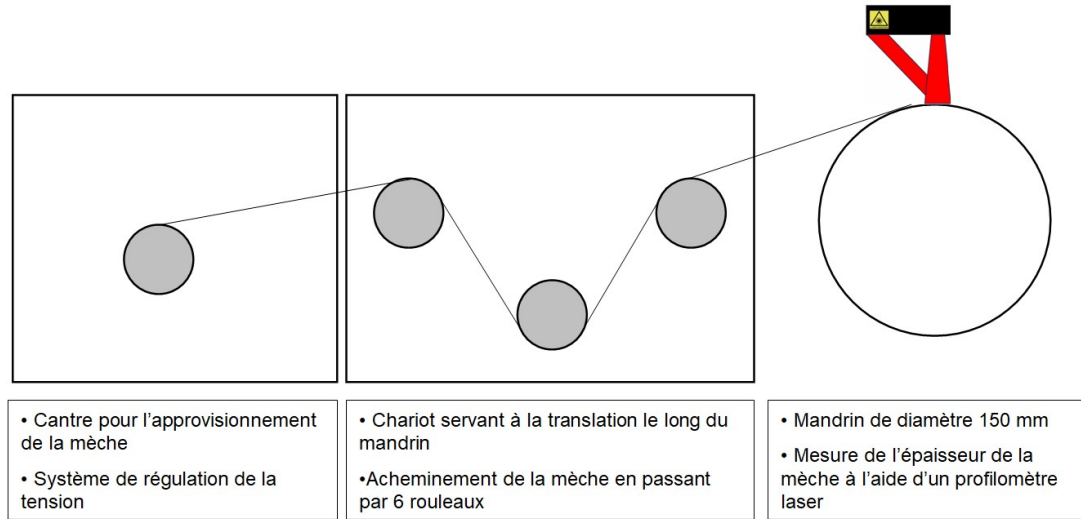 • Cantre pour l'approvisionnement
de la mèche
• Système de régulation de la
tension
• Chariot servant à la translation le long du
mandrin
•Acheminement de la mèche en passant
par 6 rouleaux
• Mandrin de diamètre 150 mm
• Mesure de l'épaisseur de la
mèche à l'aide d'un profilomètre
laser